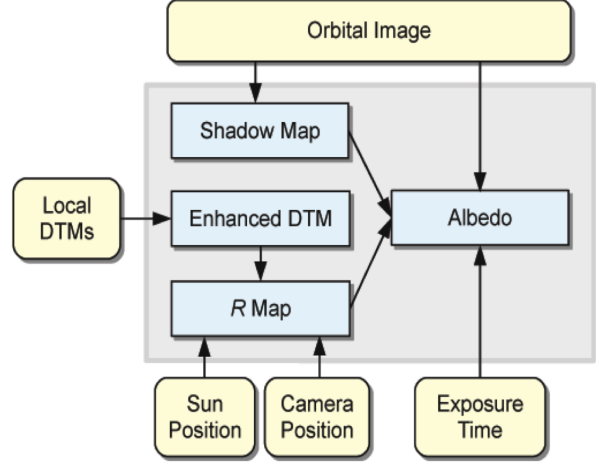 Orbital Image
Shadow Map
Local
DTMs
Enhanced DTM
Albedo
R Map
Sun
Position
Camera
Position
Exposure
Time